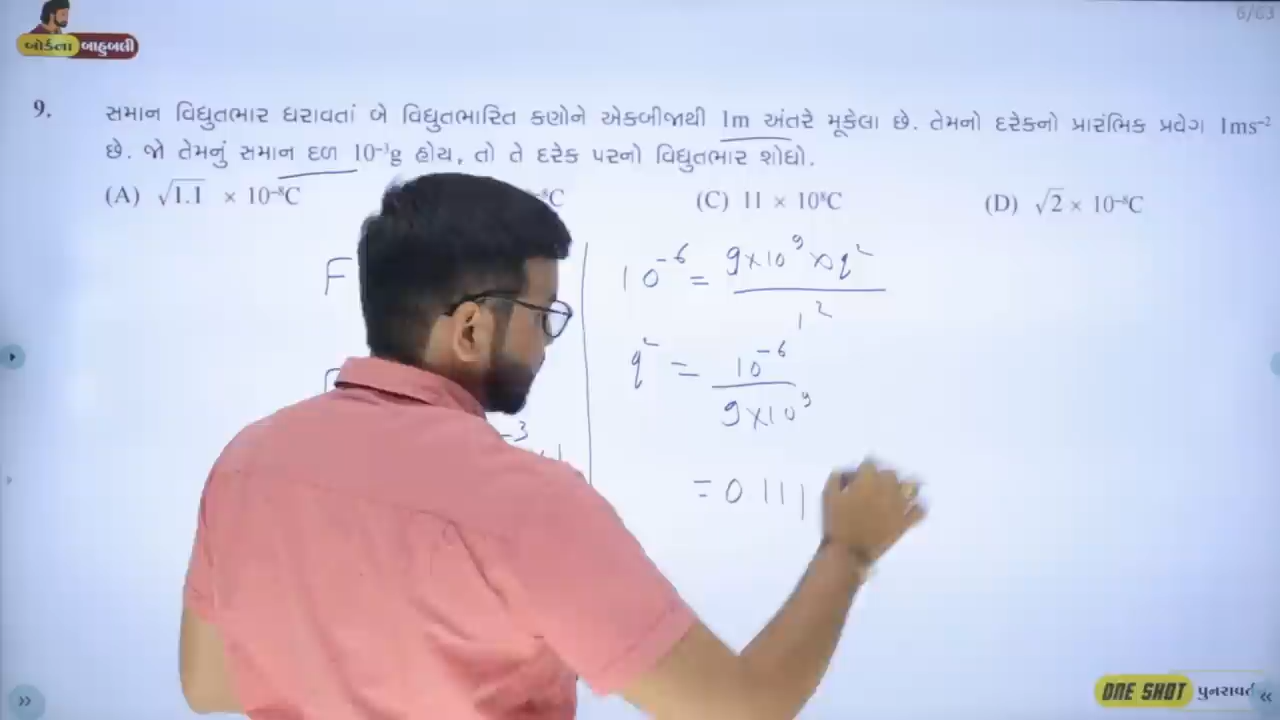 6/63
બોર્ડના બાહુબલી
9. સમાન વિદ્યુતભાર ધરાવતાં બે વિદ્યુતભારિત કણોને એકબીજાથી 1m અંતરે મૂકેલા છે. તેમનો દરેકનો પ્રારંભિક પ્રવેગ 1ms⁻²
છે. જો તેમનું સમાન દળ 10⁻³g હોય, તો તે દરેક પરનો વિદ્યુતભાર શોધો.
(A) √1.1 × 10⁻⁸C ⁻⁸C (C) 11 × 10⁸C (D) √2 × 10⁻⁸C
F
10⁻⁶ = 9×10⁹ × q² / 1²
q² = 10⁻⁶ / 9×10⁹
-3
= 0 111
ONE SHOT પુનરાવર્ત